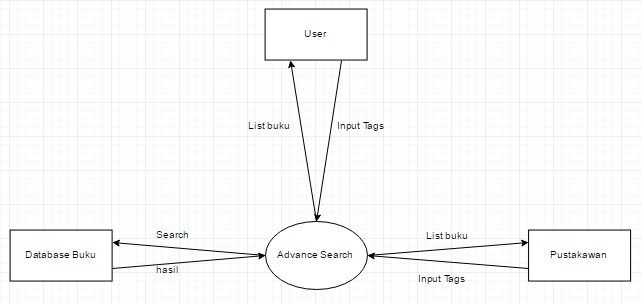 User
List buku
Input Tags
Search
List buku
Database Buku
Advance Search
Pustakawan
hasil
Input Tags